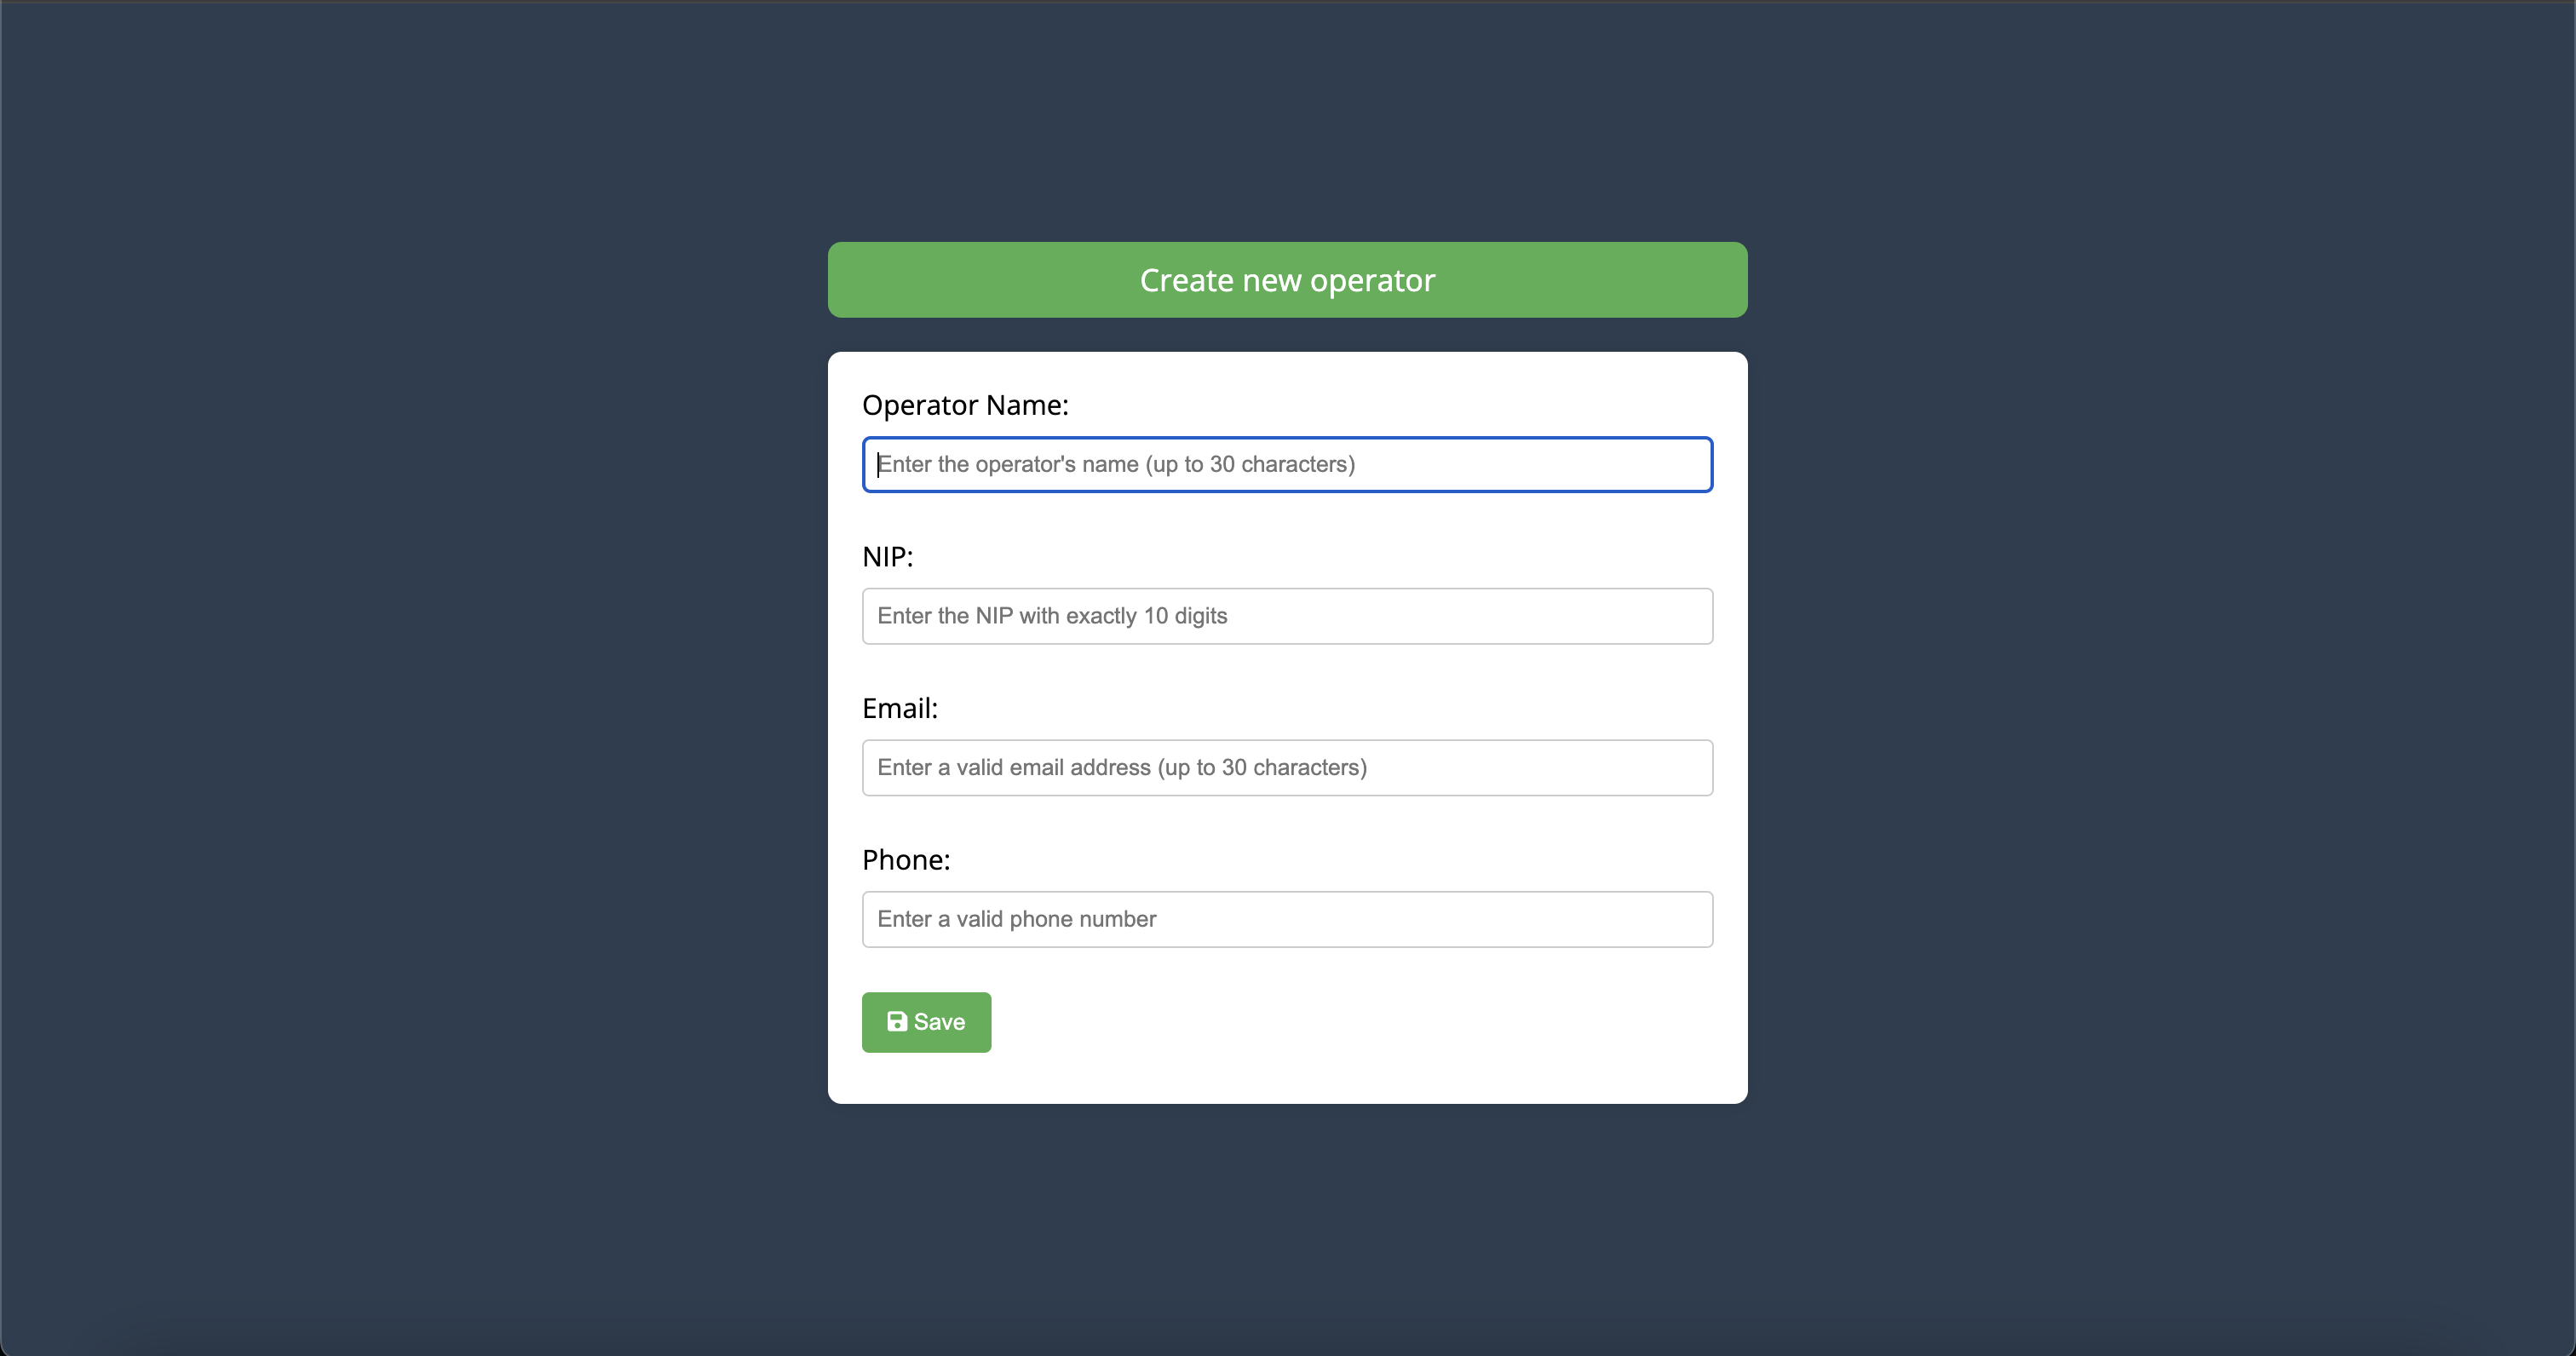 Create new operator
Operator Name:
Enter the operator's name (up to 30 characters)
NIP:
Enter the NIP with exactly 10 digits
Email:
Enter a valid email address (up to 30 characters)
Phone:
Enter a valid phone number
Save